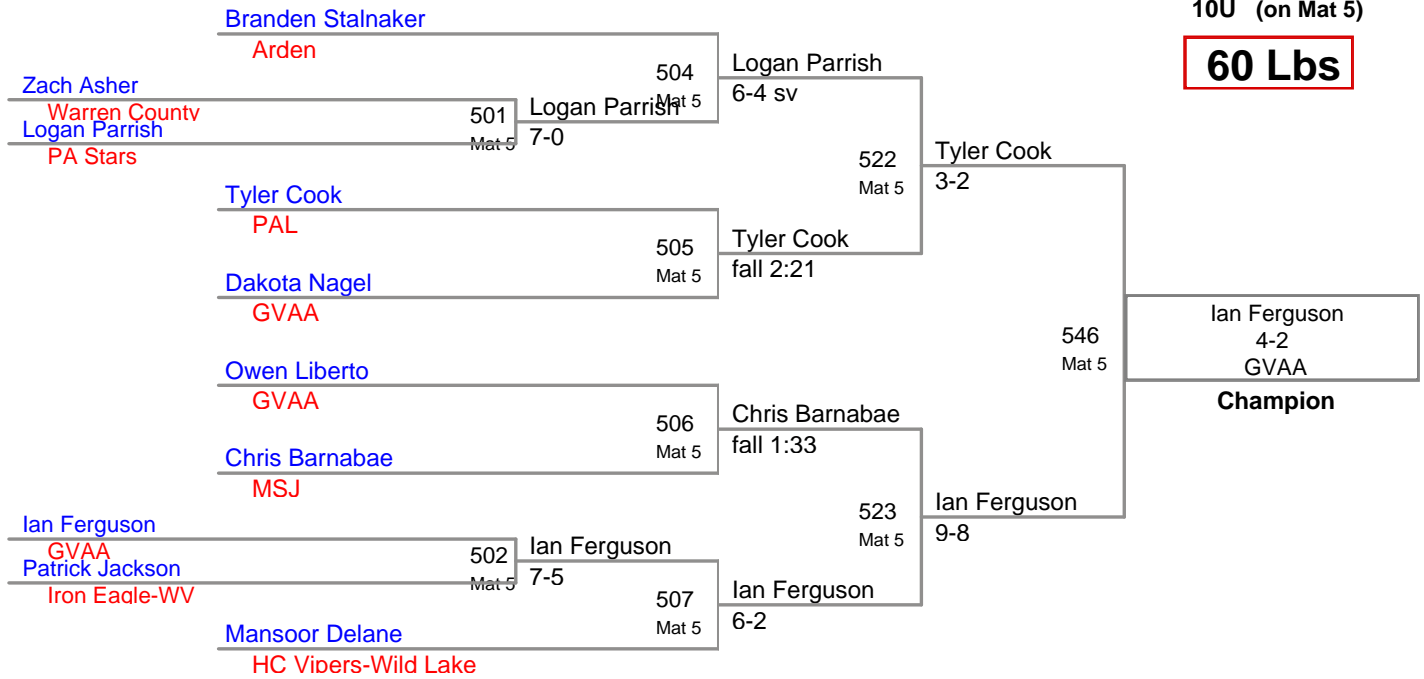 10U (on Mat 5)
60 Lbs
Branden Stalnaker
Arden
Zach Asher
Warren County
Logan Parrish
PA Stars
501
Mat 5
Logan Parrish
7-0
504
Mat 5
Logan Parrish
6-4 sv
Tyler Cook
PAL
Dakota Nagel
GVAA
505
Mat 5
Tyler Cook
fall 2:21
522
Mat 5
Tyler Cook
3-2
Owen Liberto
GVAA
Chris Barnabae
MSJ
506
Mat 5
Chris Barnabae
fall 1:33
Ian Ferguson
GVAA
Patrick Jackson
Iron Eagle-WV
502
Mat 5
Ian Ferguson
7-5
Mansoor Delane
HC Vipers-Wild Lake
507
Mat 5
Ian Ferguson
6-2
523
Mat 5
Ian Ferguson
9-8
546
Mat 5
Ian Ferguson
4-2
GVAA
Champion